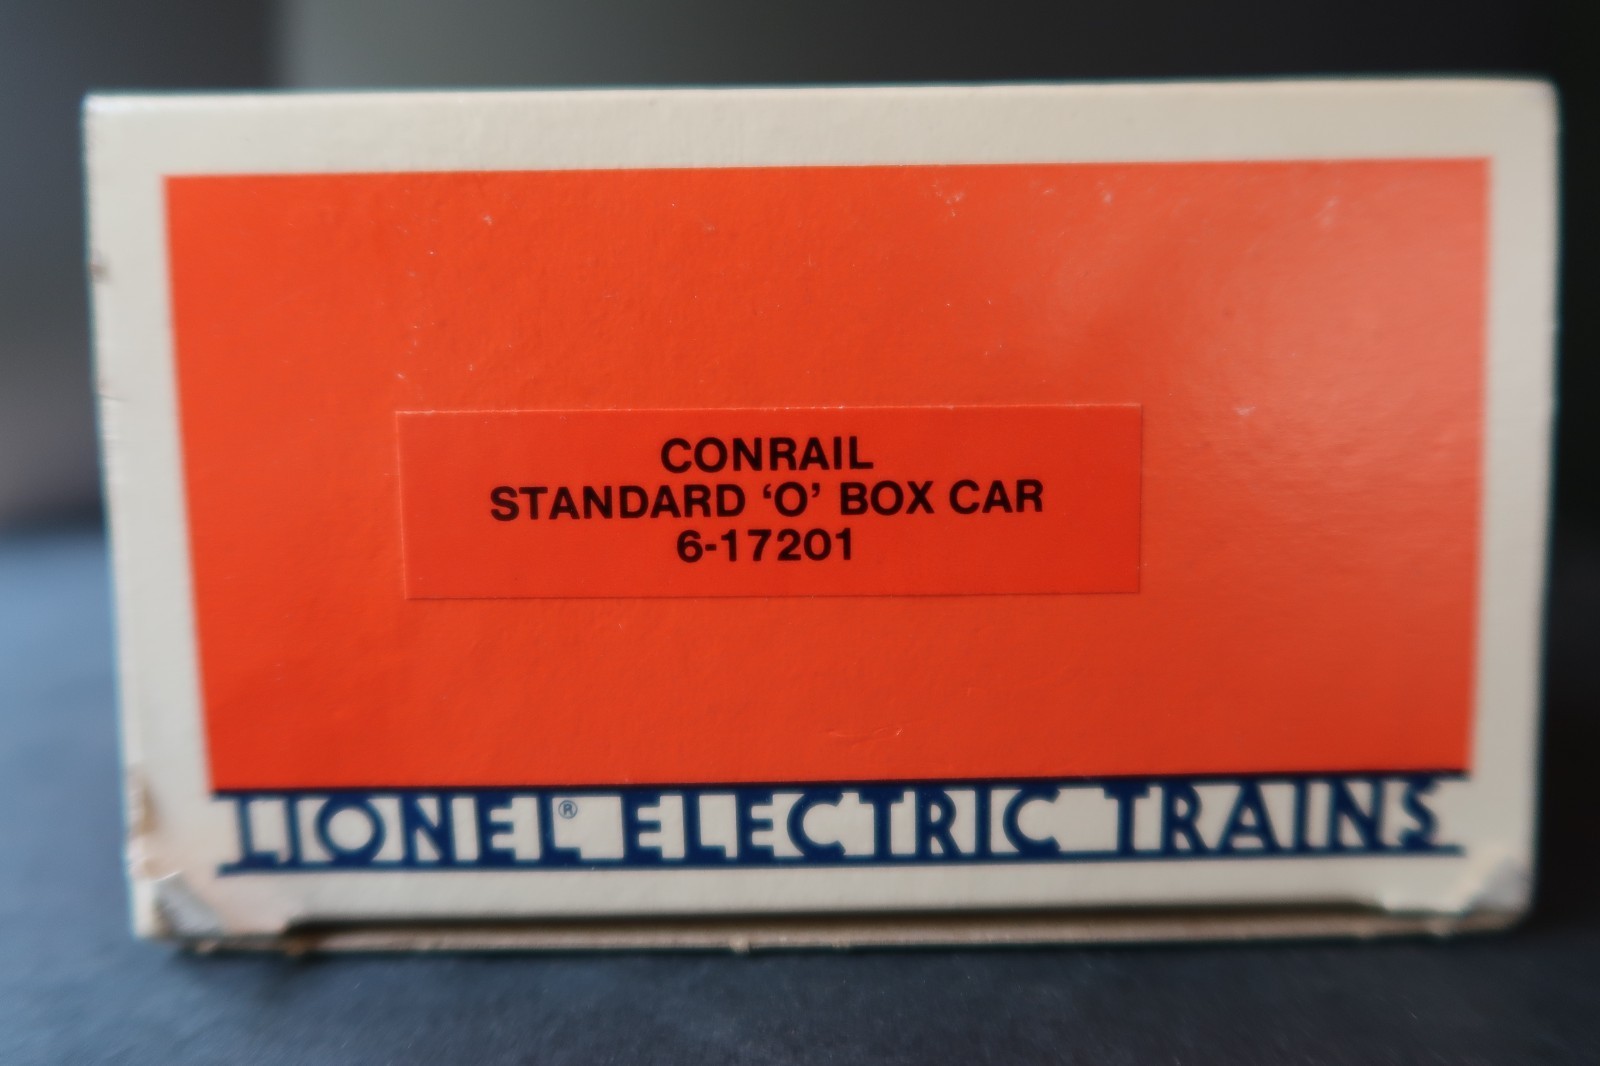 CONRAIL
STANDARD ‘O’ BOX CAR
6-17201
LIONEL® ELECTRIC TRAINS